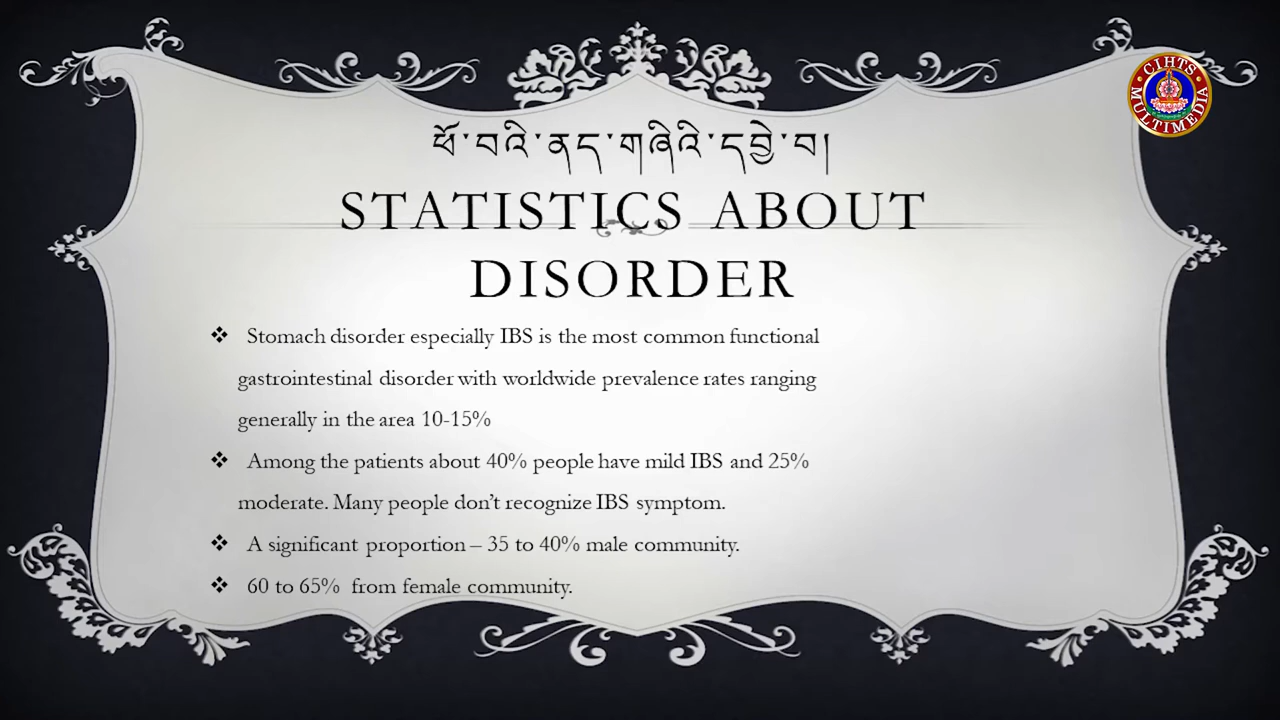 ཕོ་བའི་ནད་གཞིའི་དབྱེ་བ།
STATISTICS ABOUT
DISORDER
❖ Stomach disorder especially IBS is the most common functional
gastrointestinal disorder with worldwide prevalence rates ranging
generally in the area 10-15%
❖ Among the patients about 40% people have mild IBS and 25%
moderate. Many people don’t recognize IBS symptom.
❖ A significant proportion – 35 to 40% male community.
❖ 60 to 65% from female community.
CIHTS
MULTIMEDIA